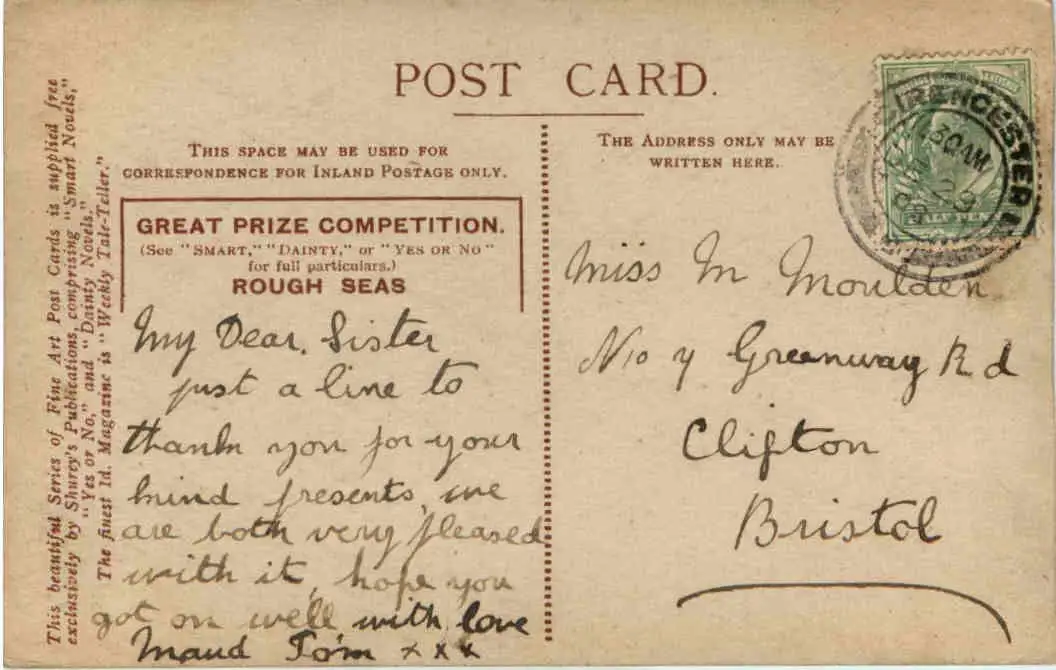 POST CARD.
THIS SPACE MAY BE USED FOR
CORRESPONDENCE FOR INLAND POSTAGE ONLY.
THE ADDRESS ONLY MAY BE
WRITTEN HERE.
GREAT PRIZE COMPETITION.
(See "SMART," "DAINTY," or "YES OR NO"
for full particulars.)
ROUGH SEAS
My Dear. Sister
just a line to
thank you for your
kind presents, we
are both very pleased
with it, hope you
got on well with love
Maud Tom x x x
Miss M Moulden
No 7 Greenway Rd
Clifton
Bristol
This beautiful Series of Fine Art Post Cards is supplied free
exclusively by Shurey's Publications, comprising "Smart Novels,"
"Yes or No," and "Dainty Novels."
The finest 1d. Magazine is "Weekly Tale-Teller."
IRENCESTER
30AM